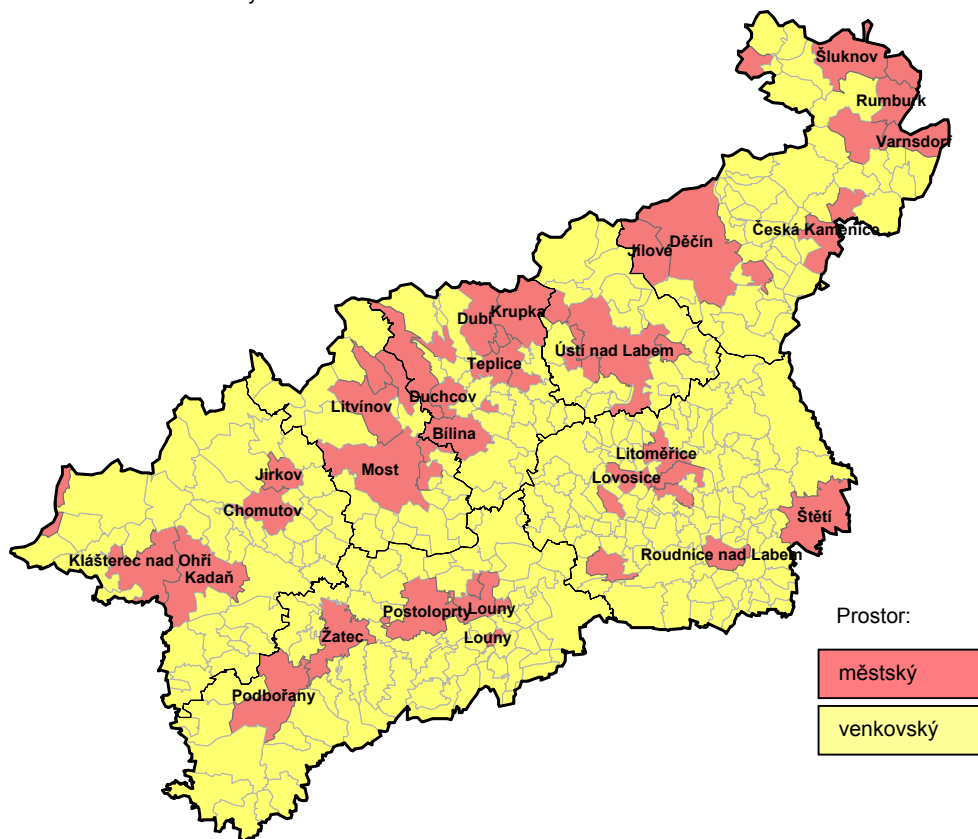 Šluknov
Rumburk
Varnsdorf
Česká Kamenice
Děčín
Jílové
Krupka
Dubí
Ústí nad Labem
Teplice
Duchcov
Litvínov
Bílina
Litoměřice
Most
Jirkov
Lovosice
Chomutov
Štětí
Klášterec nad Ohří
Roudnice nad Labem
Kadaň
Postoloprty
Louny
Žatec
Louny
Podbořany
Prostor:
městský
venkovský